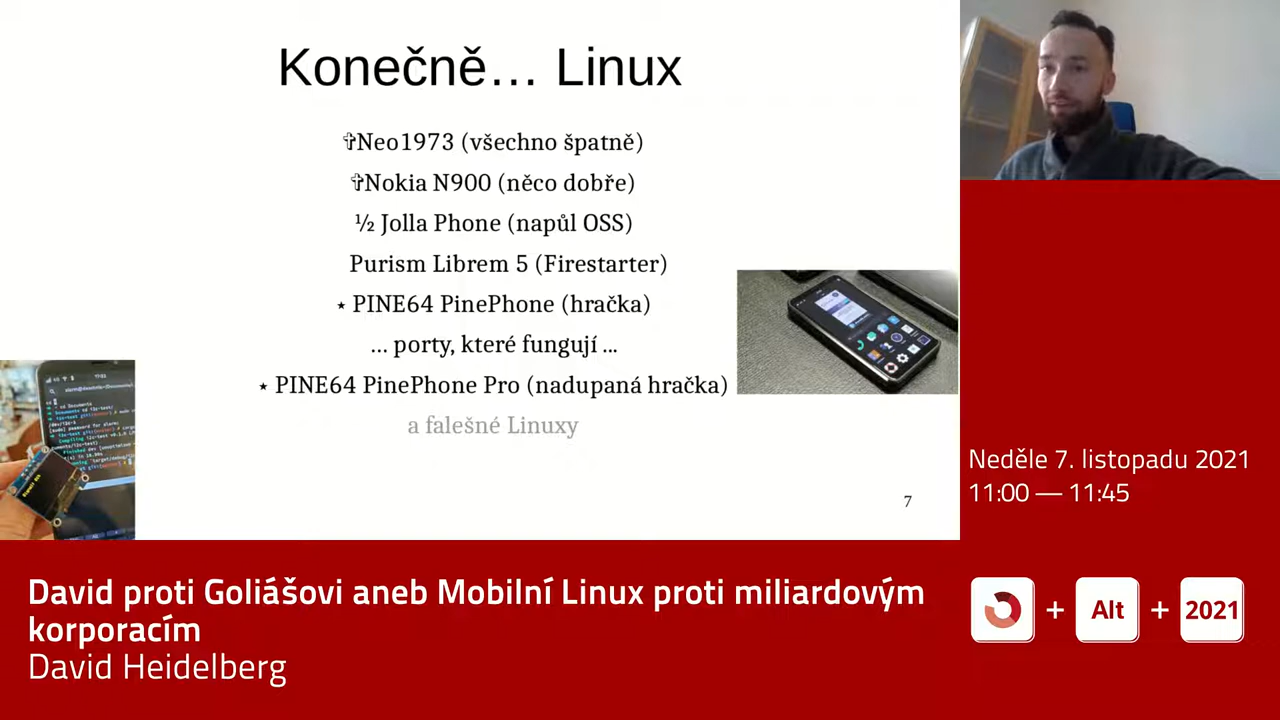 Konečně… Linux
✞Neo1973 (všechno špatně)
✞Nokia N900 (něco dobře)
½ Jolla Phone (napůl OSS)
Purism Librem 5 (Firestarter)
⋆ PINE64 PinePhone (hračka)
... porty, které fungují ...
⋆ PINE64 PinePhone Pro (nadupaná hračka)
a falešné Linuxy
7
Neděle 7. listopadu 2021
11:00 — 11:45
David proti Goliášovi aneb Mobilní Linux proti miliardovým
korporacím
David Heidelberg
+ Alt + 2021